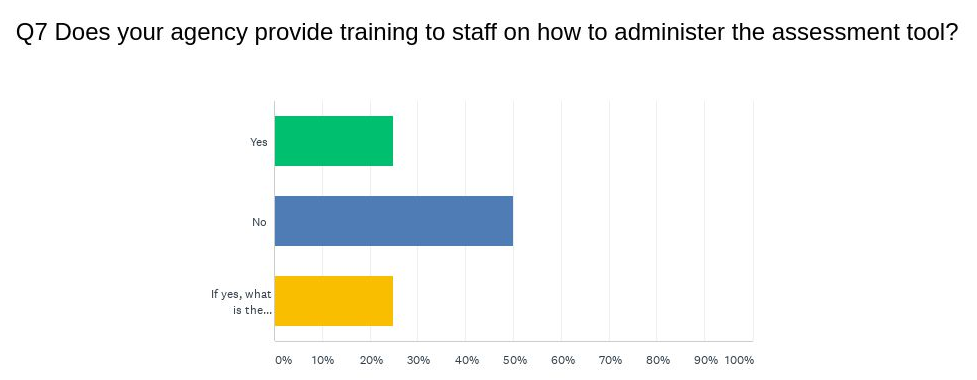 Q7 Does your agency provide training to staff on how to administer the assessment tool?
Yes
No
If yes, what
is the...
0% 10% 20% 30% 40% 50% 60% 70% 80% 90% 100%